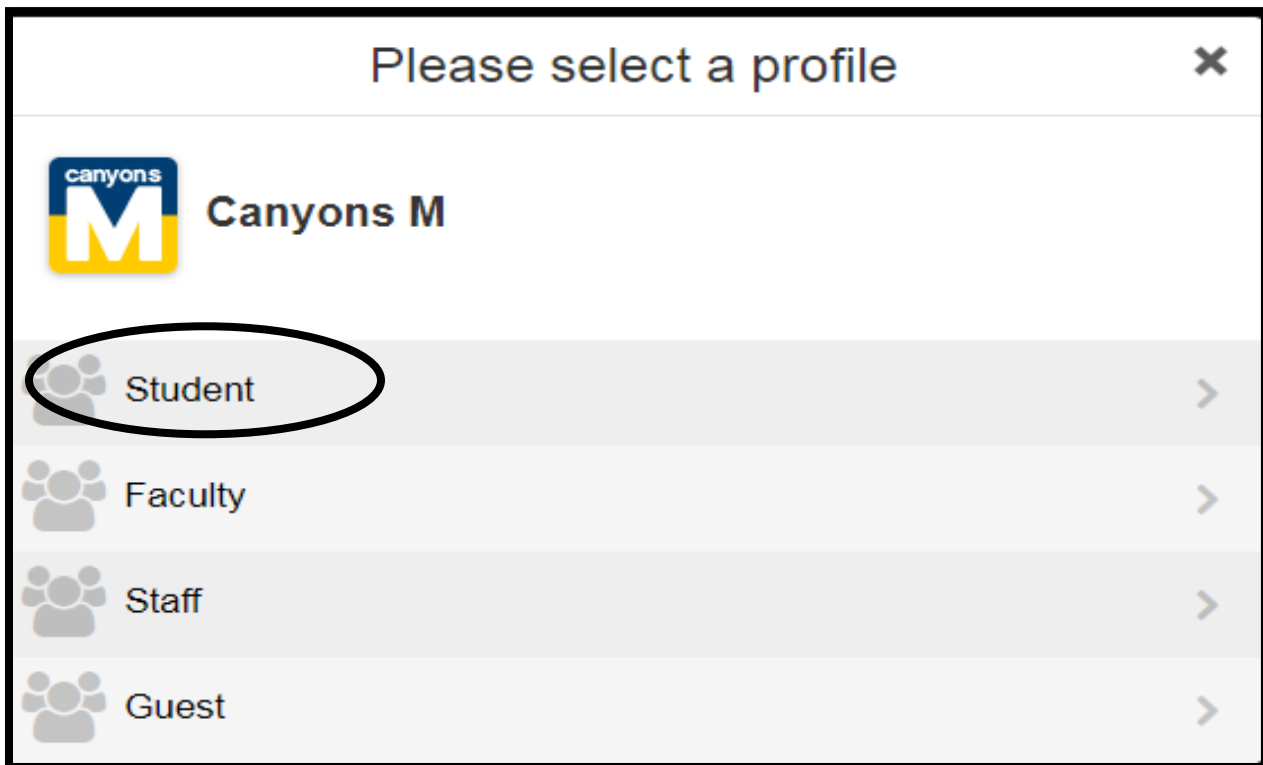 Please select a profile
canyons
M
Canyons M
Student
Faculty
Staff
Guest